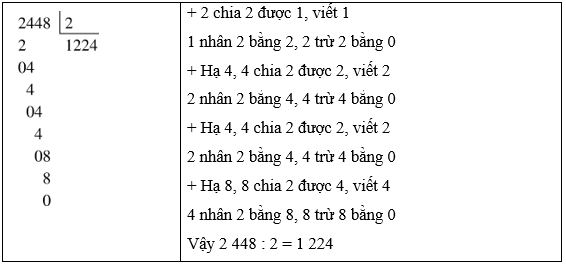 2448 2
2 1224
04
4
04
4
08
8
0
+ 2 chia 2 được 1, viết 1
1 nhân 2 bằng 2, 2 trừ 2 bằng 0
+ Hạ 4, 4 chia 2 được 2, viết 2
2 nhân 2 bằng 4, 4 trừ 4 bằng 0
+ Hạ 4, 4 chia 2 được 2, viết 2
2 nhân 2 bằng 4, 4 trừ 4 bằng 0
+ Hạ 8, 8 chia 2 được 4, viết 4
4 nhân 2 bằng 8, 8 trừ 8 bằng 0
Vậy 2 448 : 2 = 1 224